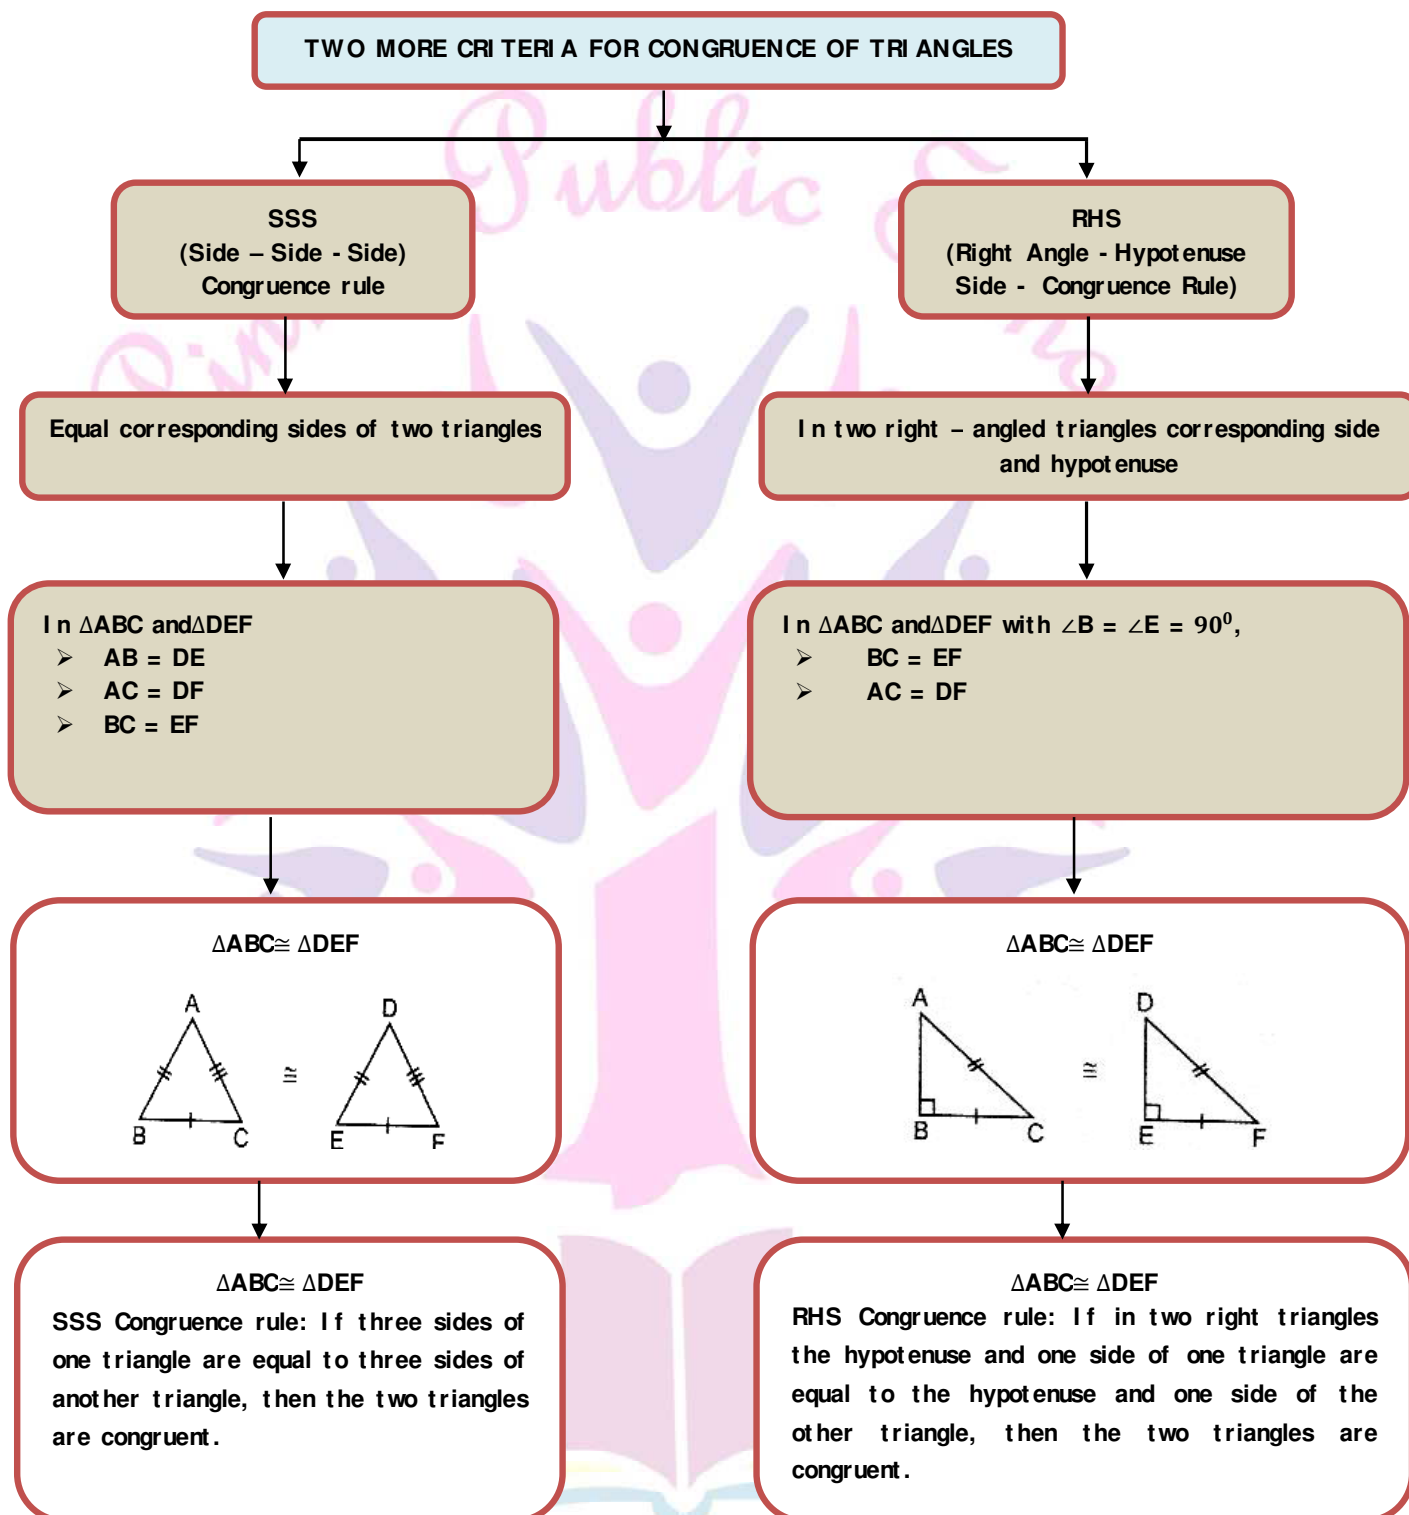 TWO MORE CRITERIA FOR CONGRUENCE OF TRIANGLES
SSS
(Side – Side - Side)
Congruence rule
RHS
(Right Angle - Hypotenuse
Side - Congruence Rule)
Equal corresponding sides of two triangles
In two right – angled triangles corresponding side
and hypotenuse
In ΔABC andΔDEF
➢ AB = DE
➢ AC = DF
➢ BC = EF
In ΔABC andΔDEF with ∠B = ∠E = 90⁰,
➢ BC = EF
➢ AC = DF
ΔABC≅ ΔDEF
A
D
≅
B
C
E
F
ΔABC≅ ΔDEF
A
D
≅
B
C
E
F
ΔABC≅ ΔDEF
SSS Congruence rule: If three sides of
one triangle are equal to three sides of
another triangle, then the two triangles
are congruent.
ΔABC≅ ΔDEF
RHS Congruence rule: If in two right triangles
the hypotenuse and one side of one triangle are
equal to the hypotenuse and one side of the
other triangle, then the two triangles are
congruent.
Public